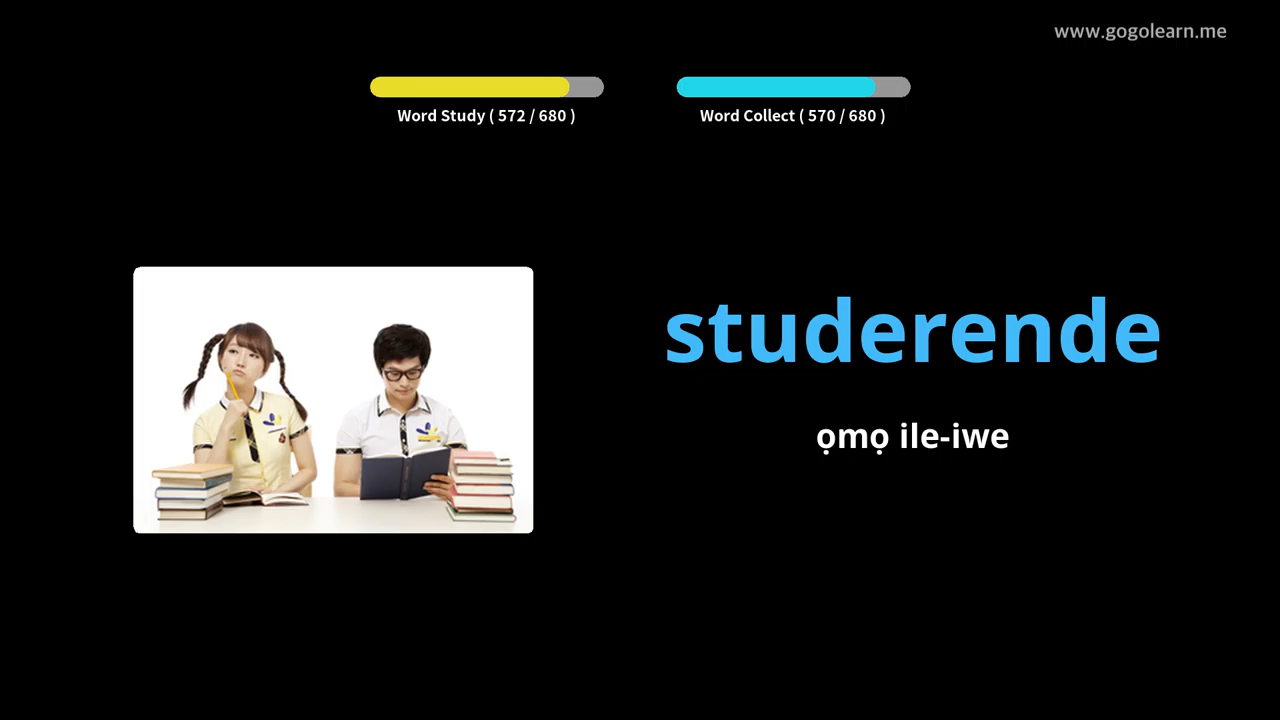 www.gogolearn.me
Word Study ( 572 / 680 )
Word Collect ( 570 / 680 )
studerende
ọmọ ile-iwe